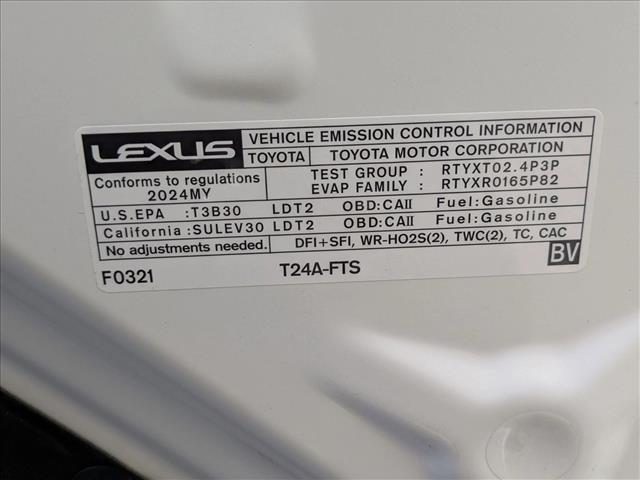 LEXUS VEHICLE EMISSION CONTROL INFORMATION
TOYOTA TOYOTA MOTOR CORPORATION
Conforms to regulations TEST GROUP : RTYXT02.4P3P
2024MY EVAP FAMILY : RTYXR0165P82
U.S.EPA :T3B30 LDT2 OBD:CAII Fuel:Gasoline
California :SULEV30 LDT2 OBD:CAII Fuel:Gasoline
No adjustments needed. DFI+SFI, WR-HO2S(2), TWC(2), TC, CAC
F0321 T24A-FTS BV